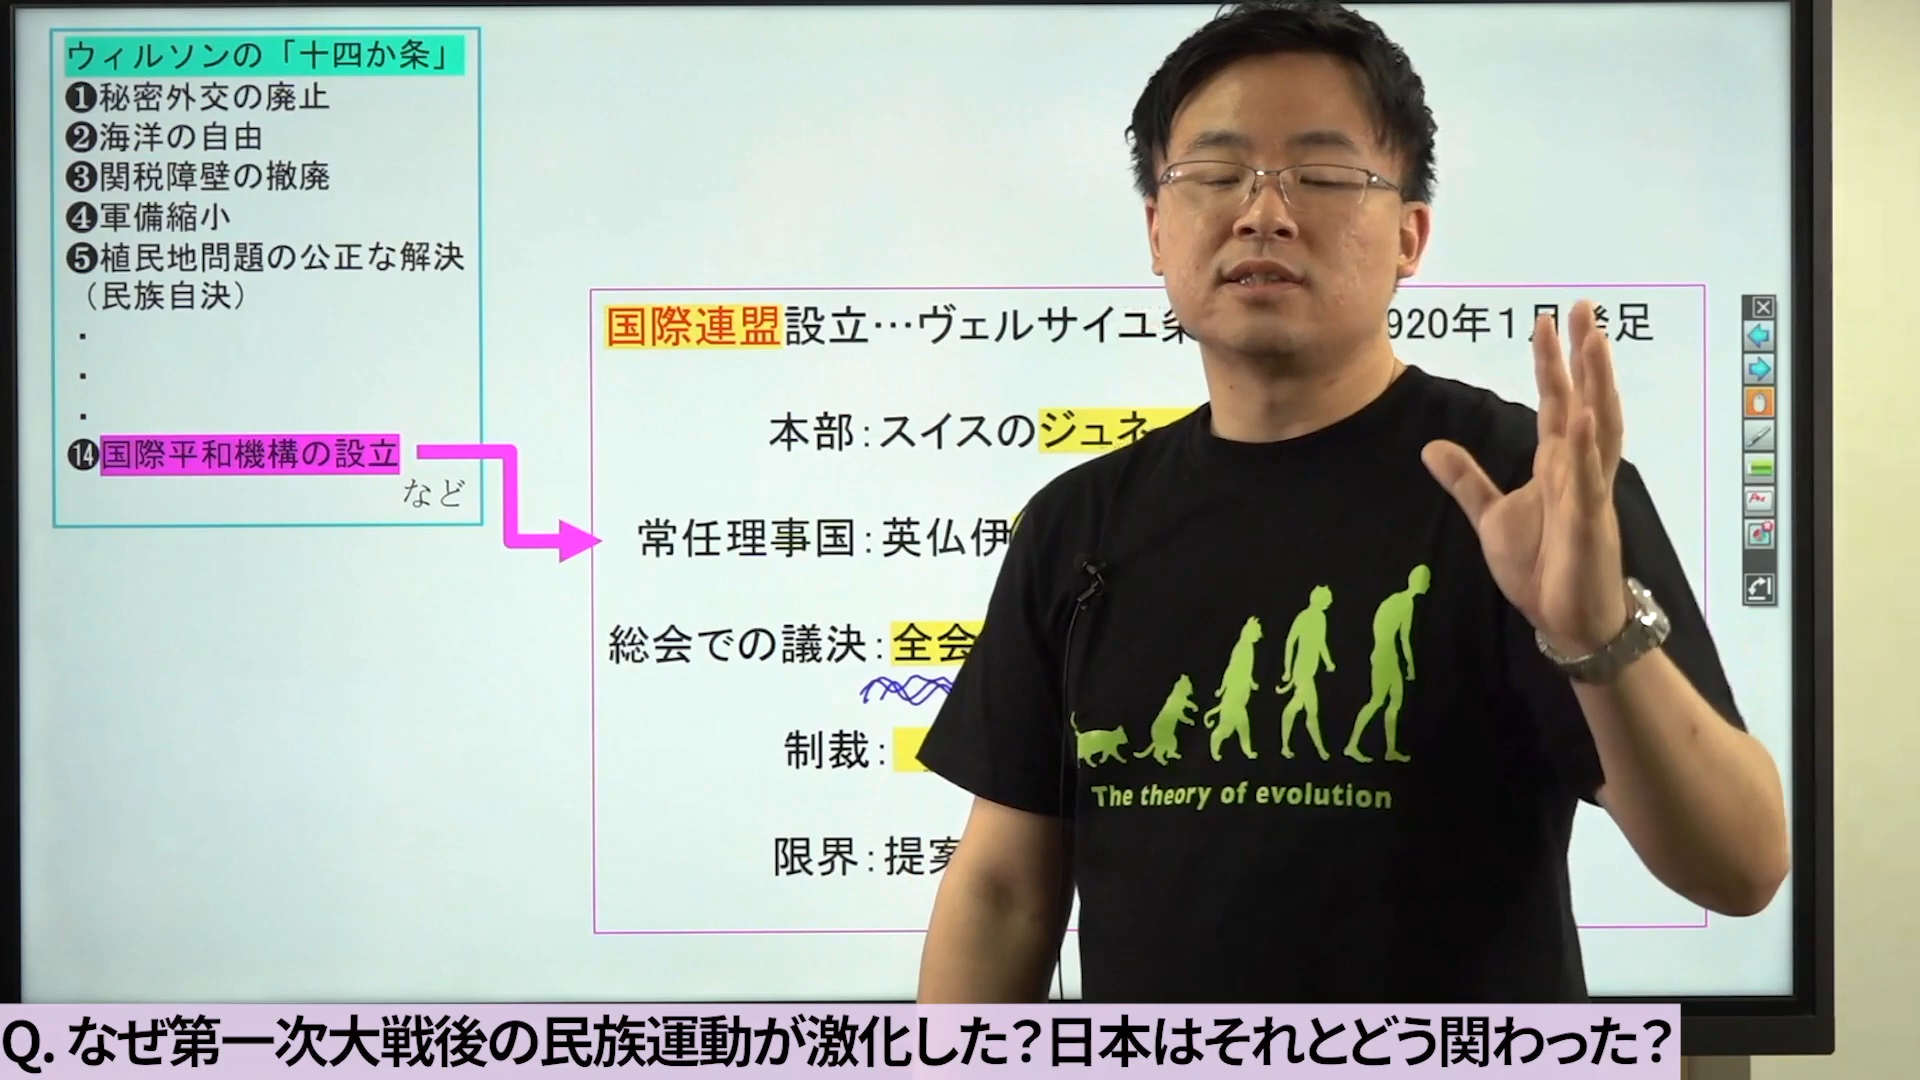 ウィルソンの「十四か条」
❶秘密外交の廃止
❷海洋の自由
❸関税障壁の撤廃
❹軍備縮小
❺植民地問題の公正な解決
（民族自決）
・
・
・
⓮国際平和機構の設立
など
国際連盟設立…ヴェルサイユ 920年1月発足
本部：スイスのジュネ
常任理事国：英仏伊
総会での議決：全会
制裁：
限界：提案
The theory of evolution
Q. なぜ第一次大戦後の民族運動が激化した？日本はそれとどう関わった？